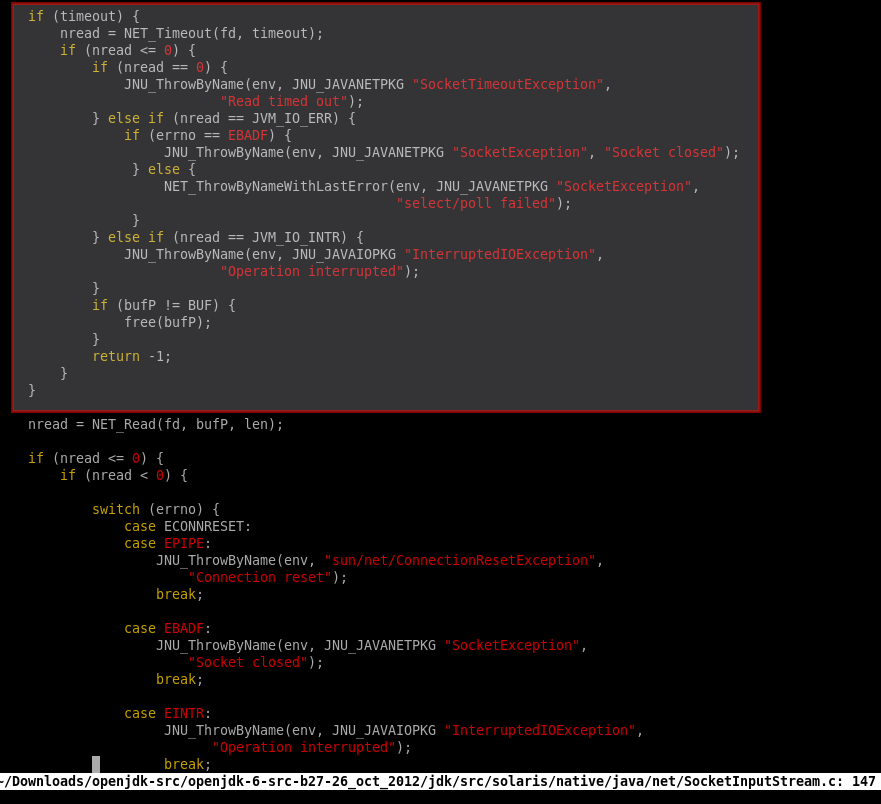 if (timeout) {
    nread = NET_Timeout(fd, timeout);
    if (nread <= 0) {
        if (nread == 0) {
            JNU_ThrowByName(env, JNU_JAVANETPKG "SocketTimeoutException",
                        "Read timed out");
        } else if (nread == JVM_IO_ERR) {
            if (errno == EBADF) {
                 JNU_ThrowByName(env, JNU_JAVANETPKG "SocketException", "Socket closed");
             } else {
                 NET_ThrowByNameWithLastError(env, JNU_JAVANETPKG "SocketException",
                                              "select/poll failed");
             }
        } else if (nread == JVM_IO_INTR) {
            JNU_ThrowByName(env, JNU_JAVAIOPKG "InterruptedIOException",
                        "Operation interrupted");
        }
        if (bufP != BUF) {
            free(bufP);
        }
        return -1;
    }
}

nread = NET_Read(fd, bufP, len);

if (nread <= 0) {
    if (nread < 0) {

        switch (errno) {
            case ECONNRESET:
            case EPIPE:
                JNU_ThrowByName(env, "sun/net/ConnectionResetException",
                    "Connection reset");
                break;

            case EBADF:
                JNU_ThrowByName(env, JNU_JAVANETPKG "SocketException",
                    "Socket closed");
                break;

            case EINTR:
                 JNU_ThrowByName(env, JNU_JAVAIOPKG "InterruptedIOException",
                       "Operation interrupted");
                 break;
~/Downloads/openjdk-src/openjdk-6-src-b27-26_oct_2012/jdk/src/solaris/native/java/net/SocketInputStream.c: 147